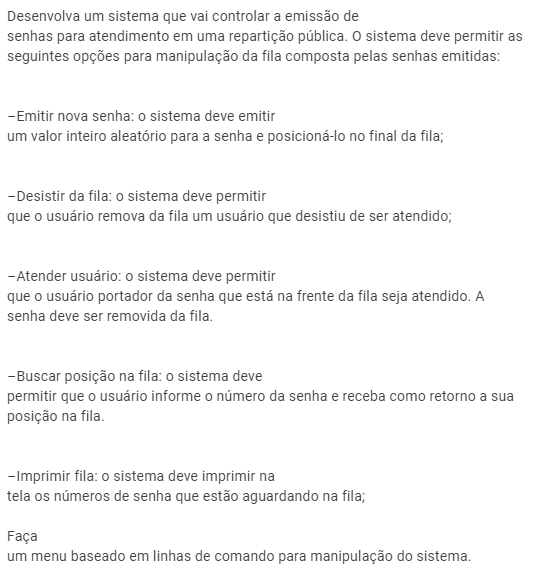 Desenvolva um sistema que vai controlar a emissão de
senhas para atendimento em uma repartição pública. O sistema deve permitir as
seguintes opções para manipulação da fila composta pelas senhas emitidas:
–Emitir nova senha: o sistema deve emitir
um valor inteiro aleatório para a senha e posicioná-lo no final da fila;
–Desistir da fila: o sistema deve permitir
que o usuário remova da fila um usuário que desistiu de ser atendido;
–Atender usuário: o sistema deve permitir
que o usuário portador da senha que está na frente da fila seja atendido. A
senha deve ser removida da fila.
–Buscar posição na fila: o sistema deve
permitir que o usuário informe o número da senha e receba como retorno a sua
posição na fila.
–Imprimir fila: o sistema deve imprimir na
tela os números de senha que estão aguardando na fila;
Faça
um menu baseado em linhas de comando para manipulação do sistema.